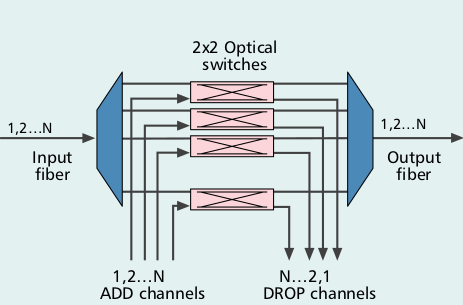 2x2 Optical
switches
1,2...N
Input
fiber
1,2...N
Output
fiber
1,2...N
ADD channels
N...2,1
DROP channels